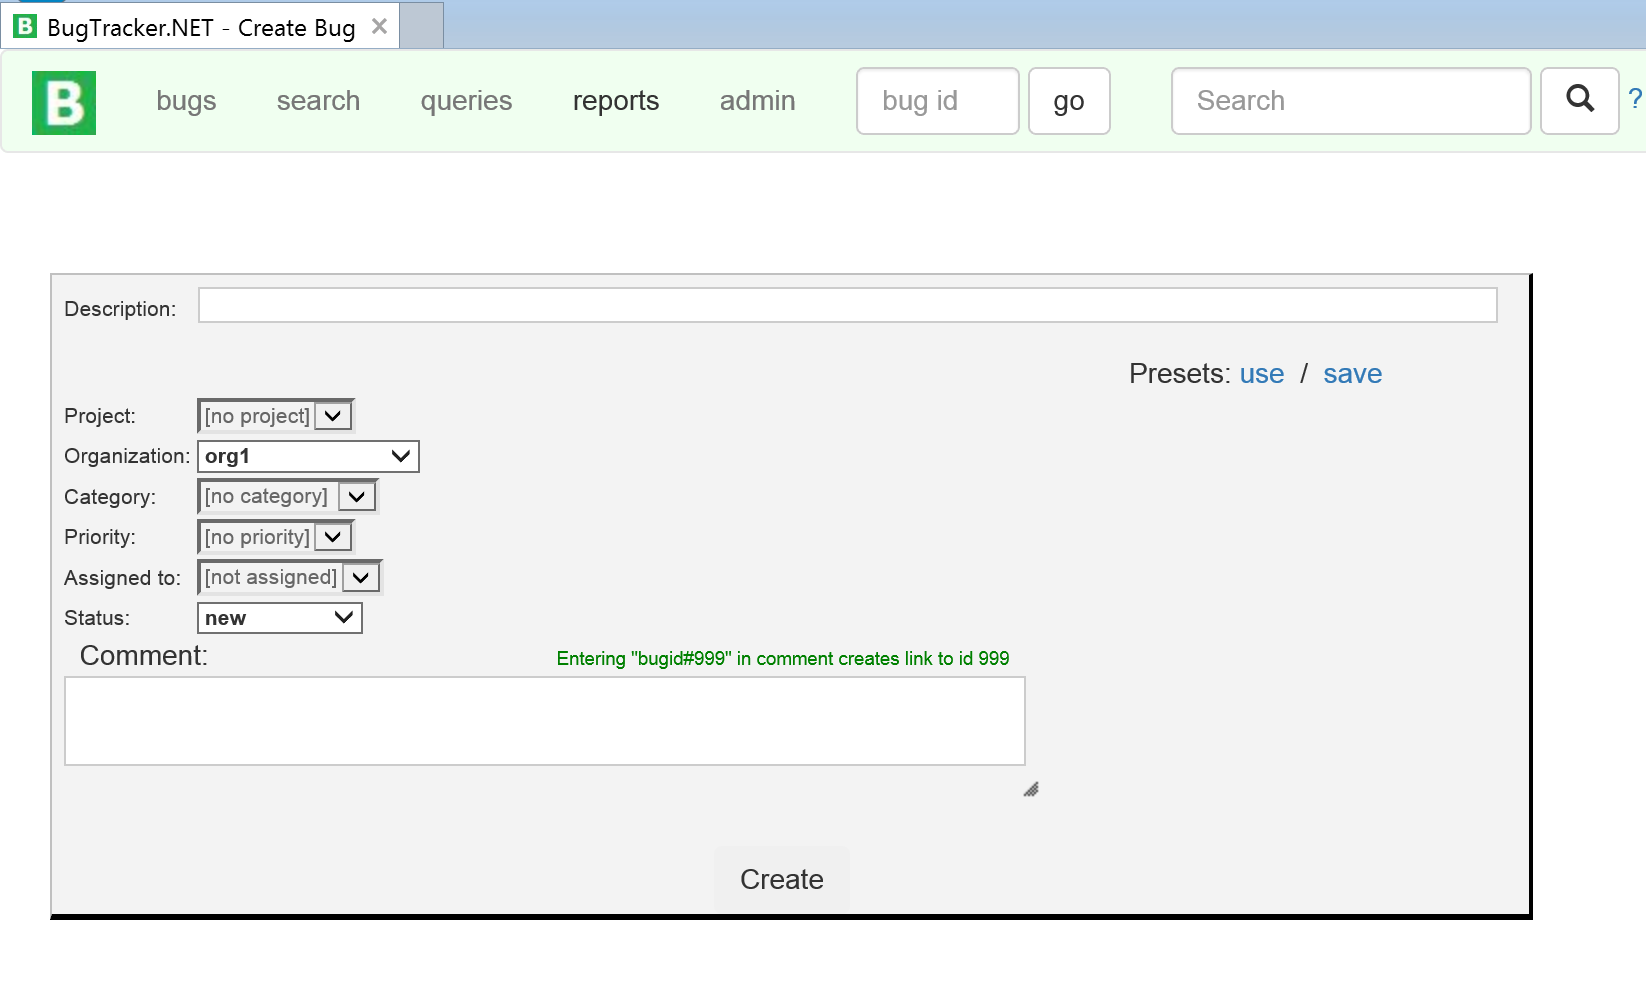 B BugTracker.NET - Create Bug
B bugs search queries reports admin bug id go Search ?
Description:
Presets: use / save
Project: [no project]
Organization: org1
Category: [no category]
Priority: [no priority]
Assigned to: [not assigned]
Status: new
Comment: Entering "bugid#999" in comment creates link to id 999
Create